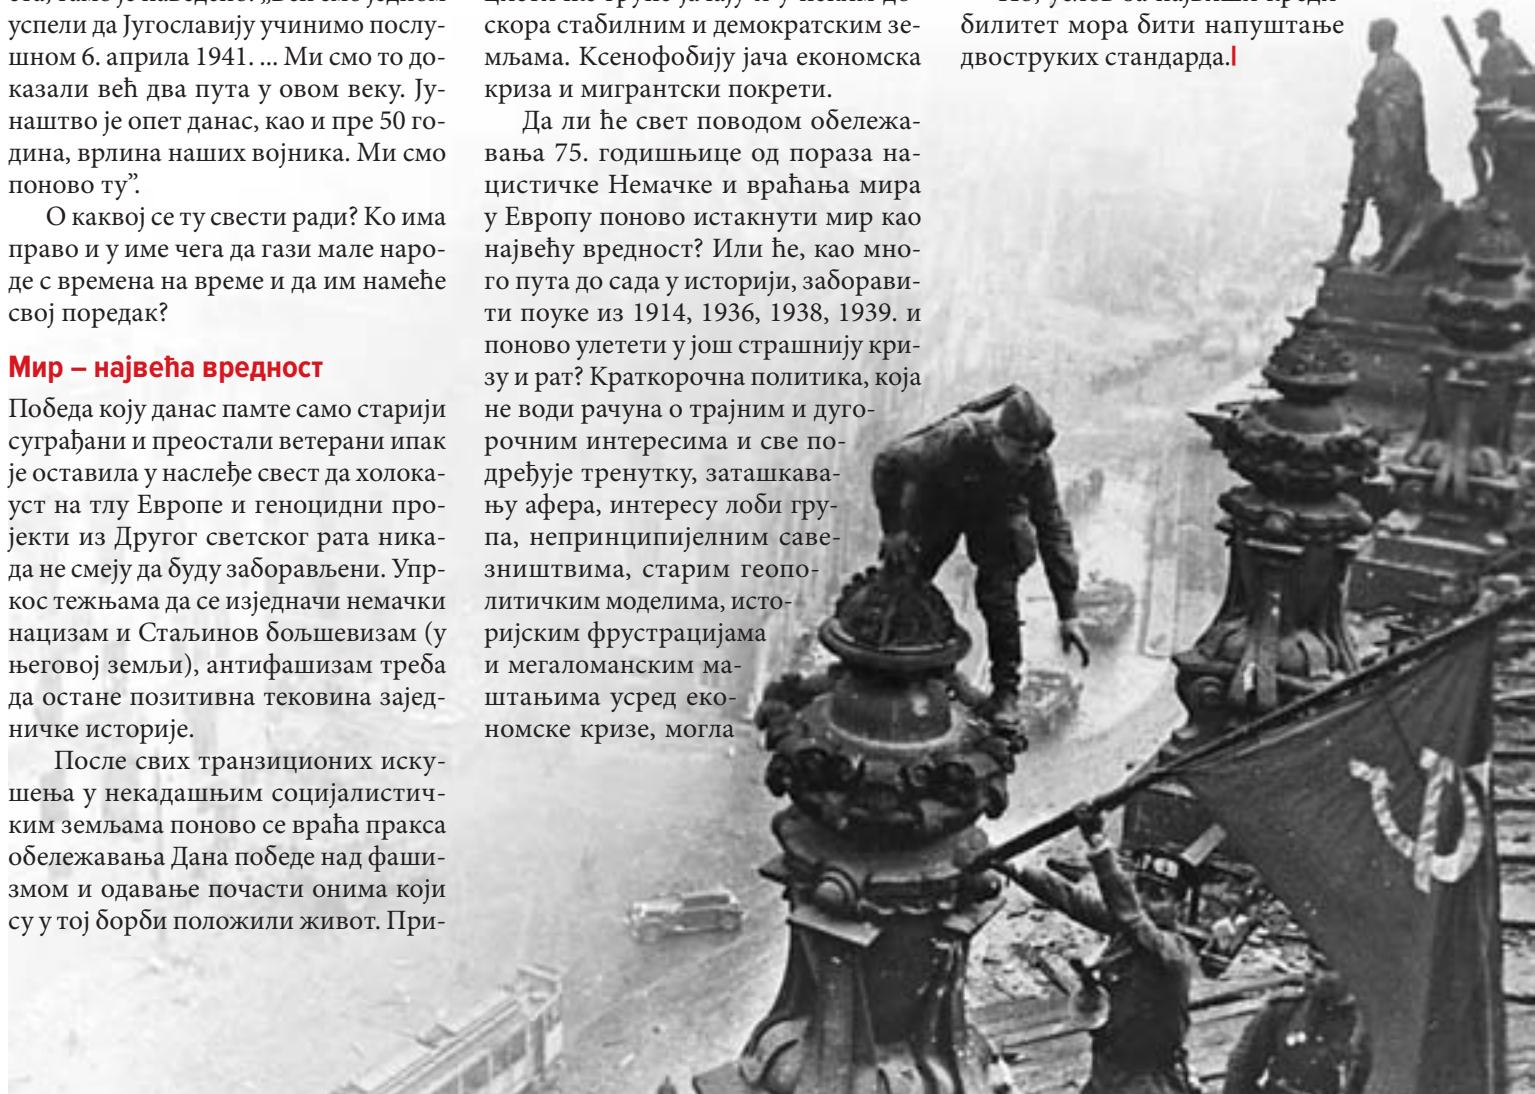 успели да Југославију учинимо послу-
шном 6. априла 1941. ... Ми смо то до-
казали већ два пута у овом веку. Ју-
наштво је опет данас, као и пре 50 го-
дина, врлина наших војника. Ми смо
поново ту”.
О каквој се ту свести ради? Ко има
право и у име чега да гази мале наро-
де с времена на време и да им намеће
свој поредак?
Мир – највећа вредност
Победа коју данас памте само старији
суграђани и преостали ветерани ипак
је оставила у наслеђе свест да холока-
уст на тлу Европе и геноцидни про-
јекти из Другог светског рата ника-
да не смеју да буду заборављени. Упр-
кос тежњама да се изједначи немачки
нацизам и Стаљинов бољшевизам (у
његовој земљи), антифашизам треба
да остане позитивна тековина зајед-
ничке историје.
После свих транзиционих иску-
шења у некадашњим социјалистич-
ким земљама поново се враћа пракса
обележавања Дана победе над фаши-
змом и одавање почасти онима који
су у тој борби положили живот. При-
скора стабилним и демократским зе-
мљама. Ксенофобију јача економска
криза и мигрантски покрети.
Да ли ће свет поводом обележа-
вања 75. годишњице од пораза на-
цистичке Немачке и враћања мира
у Европу поново истакнути мир као
највећу вредност? Или ће, као мно-
го пута до сада у историји, заборави-
ти поуке из 1914, 1936, 1938, 1939. и
поново улетети у још страшнију кри-
зу и рат? Краткорочна политика, која
не води рачуна о трајним и дуго-
рочним интересима и све по-
дређује тренутку, заташкава-
њу афера, интересу лоби гру-
па, непринципијелним саве-
зништвима, старим геопо-
литичким моделима, исто-
ријским фрустрацијама
и мегаломанским ма-
штањима усред еко-
номске кризе, могла
билитет мора бити напуштање
двоструких стандарда.